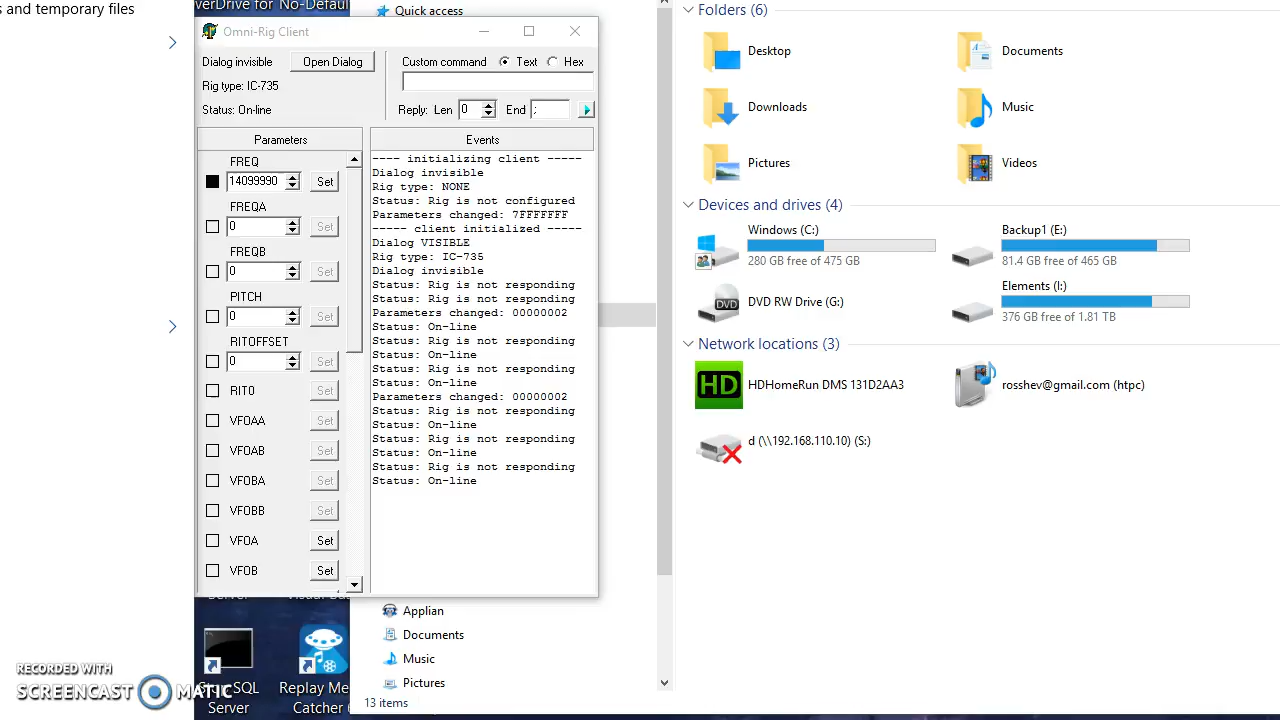 s and temporary files
verDrive for No-Defaul
Quick access
Omni-Rig Client
Dialog invisible
Open Dialog
Rig type: IC-735
Status: On-line
Custom command
Text
Hex
Reply: Len 0 End ;
Parameters
FREQ
14099990 Set
FREQA
0 Set
FREQB
0 Set
PITCH
0 Set
RITOFFSET
0 Set
RIT0 Set
VFOAA Set
VFOAB Set
VFOBA Set
VFOBB Set
VFOA Set
VFOB Set
Events
---- initializing client -----
Dialog invisible
Rig type: NONE
Status: Rig is not configured
Parameters changed: 7FFFFFFF
----- client initialized -----
Dialog VISIBLE
Rig type: IC-735
Dialog invisible
Status: Rig is not responding
Status: Rig is not responding
Parameters changed: 00000002
Status: On-line
Status: Rig is not responding
Status: On-line
Status: Rig is not responding
Status: On-line
Parameters changed: 00000002
Status: Rig is not responding
Status: On-line
Status: Rig is not responding
Status: On-line
Status: Rig is not responding
Status: On-line
SQL
Server
Replay Me
Catcher
Applian
Documents
Music
Pictures
13 items
Folders (6)
Desktop
Documents
Downloads
Music
Pictures
Videos
Devices and drives (4)
Windows (C:)
280 GB free of 475 GB
Backup1 (E:)
81.4 GB free of 465 GB
DVD
DVD RW Drive (G:)
Elements (I:)
376 GB free of 1.81 TB
Network locations (3)
HD
HDHomeRun DMS 131D2AA3
rosshev@gmail.com (htpc)
d (\\192.168.110.10) (S:)
RECORDED WITH
SCREENCAST MATIC